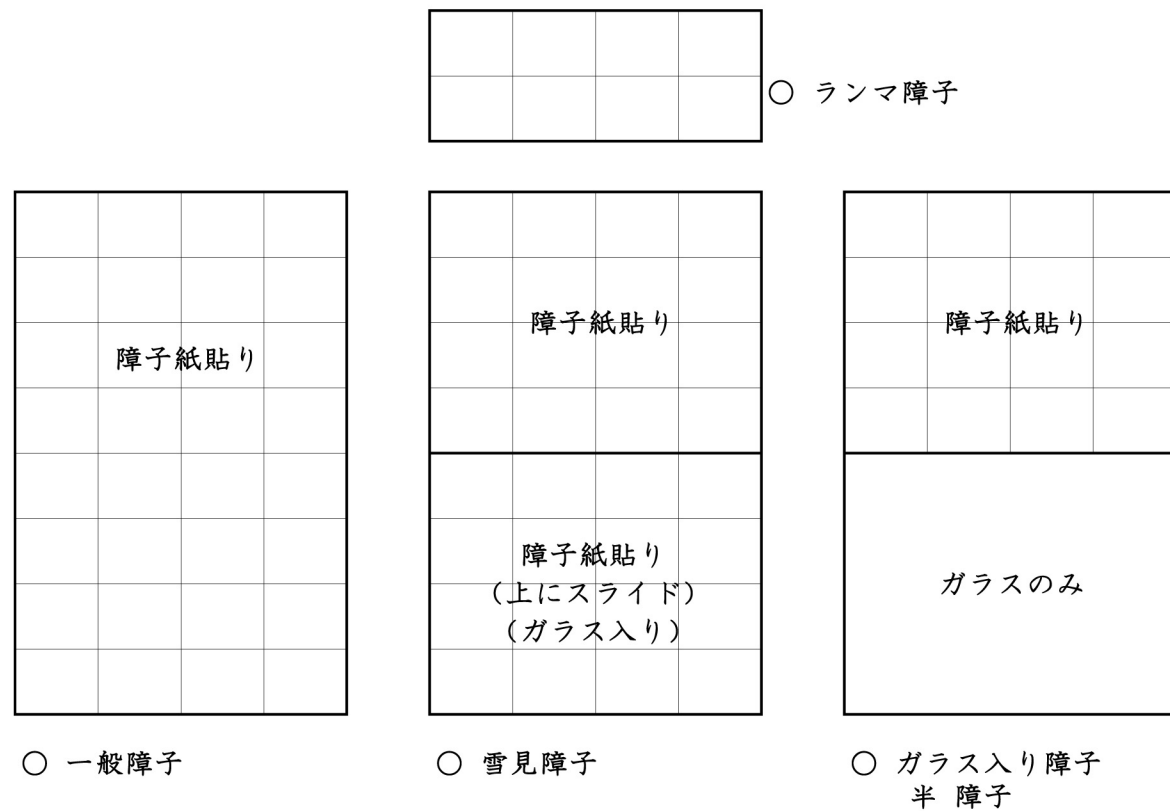 ○ ランマ障子
障子紙貼り
障子紙貼り
障子紙貼り
障子紙貼り
(上にスライド)
(ガラス入り)
ガラスのみ
○ 一般障子
○ 雪見障子
○ ガラス入り障子
半 障子